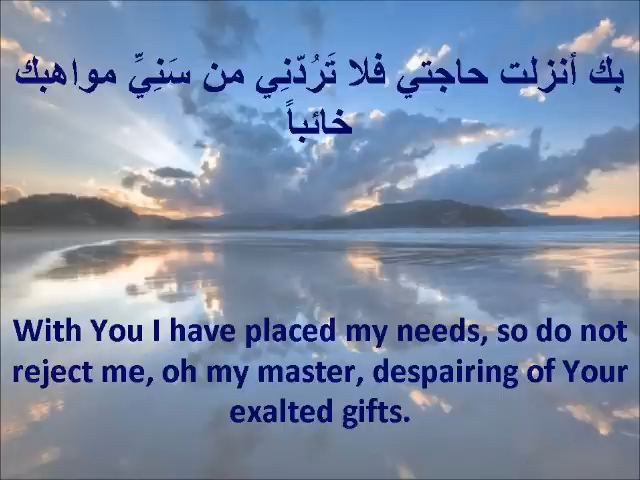 بك أنزلت حاجتي فلا تَرُدّنِي من سَنِيِّ مواهبك
خائباً
With You I have placed my needs, so do not
reject me, oh my master, despairing of Your
exalted gifts.